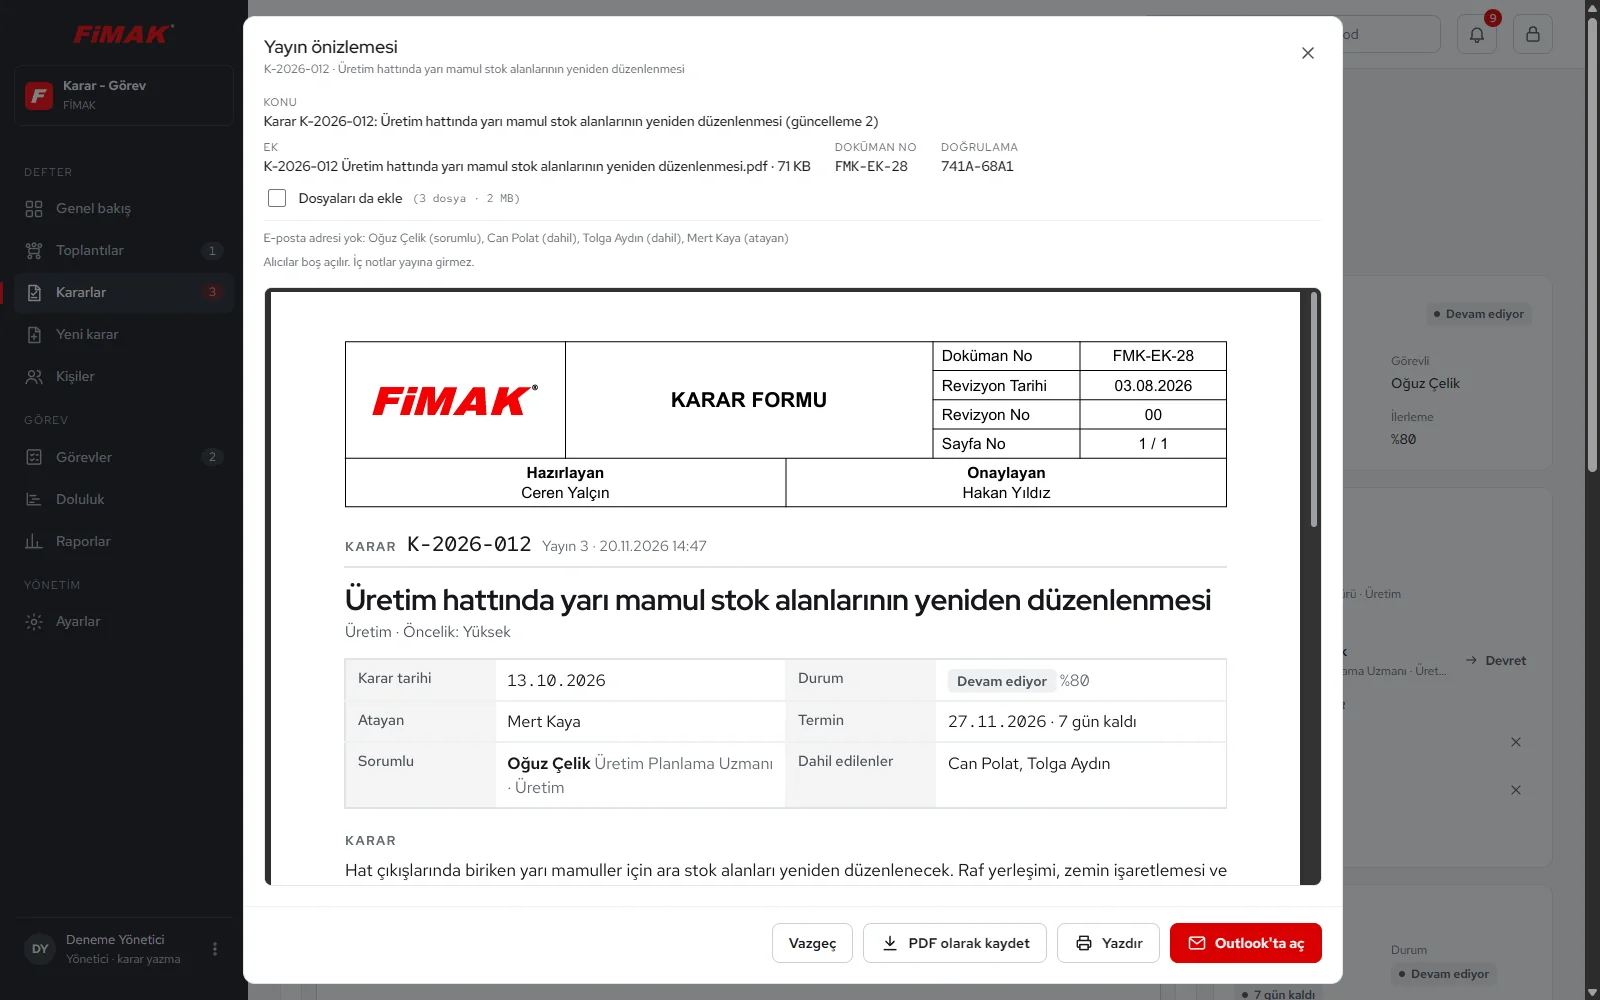 FiMAK
Karar - Görev
FİMAK
DEFTER
Genel bakış
Toplantılar
1
Kararlar
3
Yeni karar
Kişiler
GÖREV
Görevler
2
Doluluk
Raporlar
YÖNETİM
Ayarlar
DY
Deneme Yönetici
Yönetici · karar yazma
Yayın önizlemesi
K-2026-012 · Üretim hattında yarı mamul stok alanlarının yeniden düzenlenmesi
KONU
Karar K-2026-012: Üretim hattında yarı mamul stok alanlarının yeniden düzenlenmesi (güncelleme 2)
EK
K-2026-012 Üretim hattında yarı mamul stok alanlarının yeniden düzenlenmesi.pdf · 71 KB
DOKÜMAN NO
FMK-EK-28
DOĞRULAMA
741A-68A1
Dosyaları da ekle (3 dosya · 2 MB)
E-posta adresi yok: Oğuz Çelik (sorumlu), Can Polat (dahil), Tolga Aydın (dahil), Mert Kaya (atayan)
Alıcılar boş açılır. İç notlar yayına girmez.
FiMAK®
KARAR FORMU
Doküman No FMK-EK-28
Revizyon Tarihi 03.08.2026
Revizyon No 00
Sayfa No 1 / 1
Hazırlayan
Ceren Yalçın
Onaylayan
Hakan Yıldız
KARAR K-2026-012 Yayın 3 · 20.11.2026 14:47
Üretim hattında yarı mamul stok alanlarının yeniden düzenlenmesi
Üretim · Öncelik: Yüksek
Karar tarihi 13.10.2026 Durum Devam ediyor %80
Atayan Mert Kaya Termin 27.11.2026 · 7 gün kaldı
Sorumlu Oğuz Çelik Üretim Planlama Uzmanı
· Üretim
Dahil edilenler Can Polat, Tolga Aydın
KARAR
Hat çıkışlarında biriken yarı mamuller için ara stok alanları yeniden düzenlenecek. Raf yerleşimi, zemin işaretlemesi ve
Vazgeç
PDF olarak kaydet
Yazdır
Outlook'ta aç
od
9
Devam ediyor
Görevli
Oğuz Çelik
İlerleme
%80
· Üretim
Uzmanı · Üret...
Devret
Durum
Devam ediyor
7 gün kaldı